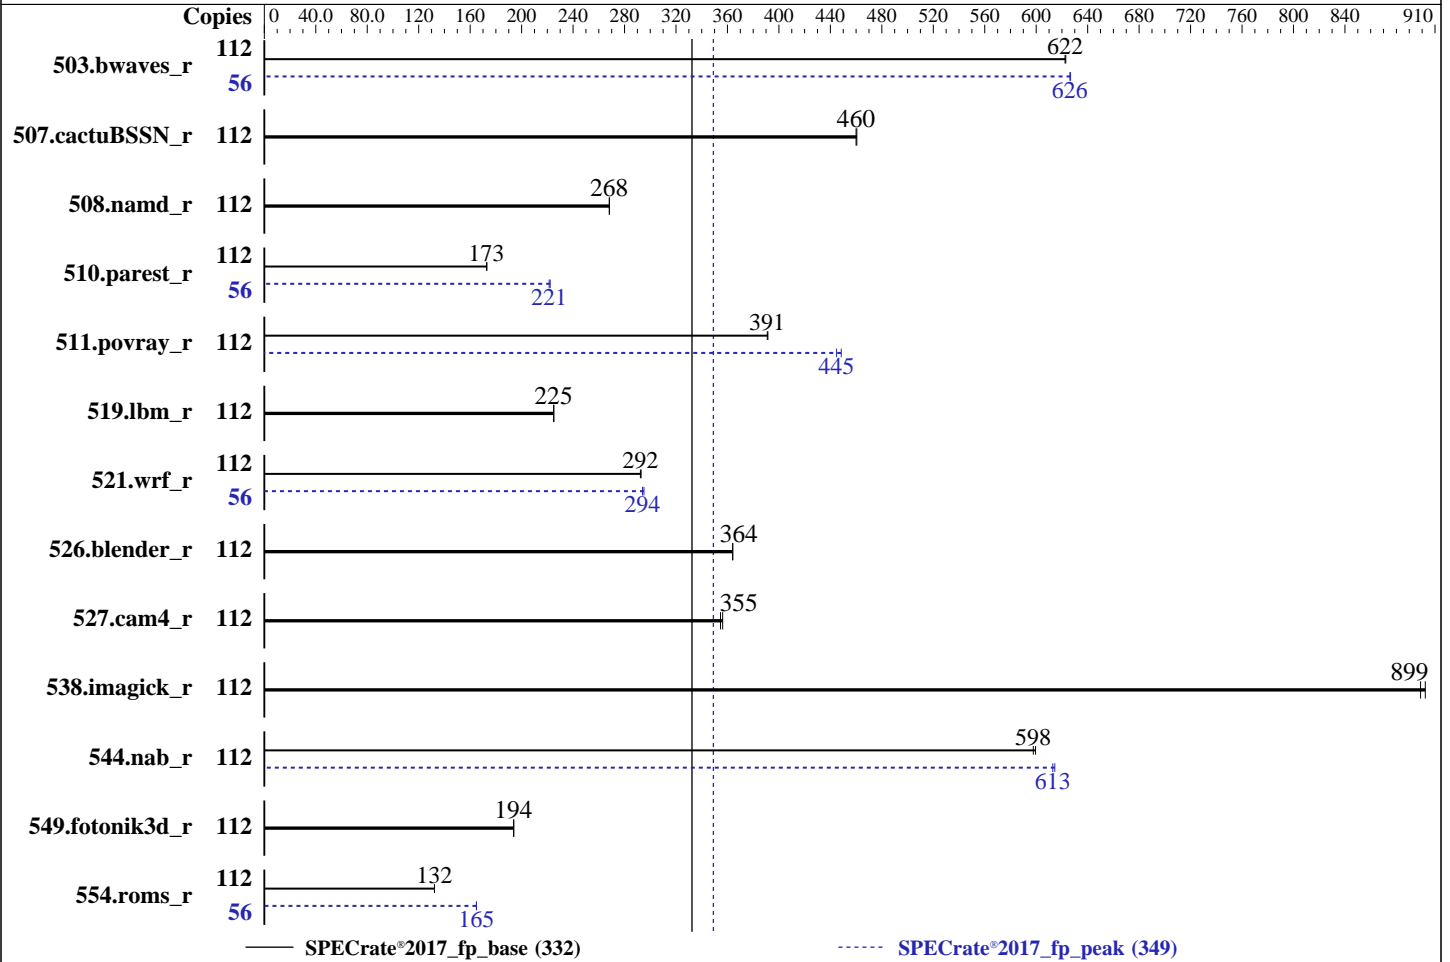 Copies 0 40.0 80.0 120 160 200 240 280 320 360 400 440 480 520 560 600 640 680 720 760 800 840 910
503.bwaves_r 112 622
56 626
507.cactuBSSN_r 112 460
508.namd_r 112 268
510.parest_r 112 173
56 221
511.povray_r 112 391
445
519.lbm_r 112 225
521.wrf_r 112 292
56 294
526.blender_r 112 364
527.cam4_r 112 355
538.imagick_r 112 899
544.nab_r 112 598
613
549.fotonik3d_r 112 194
554.roms_r 112 132
56 165
SPECrate®2017_fp_base (332) SPECrate®2017_fp_peak (349)